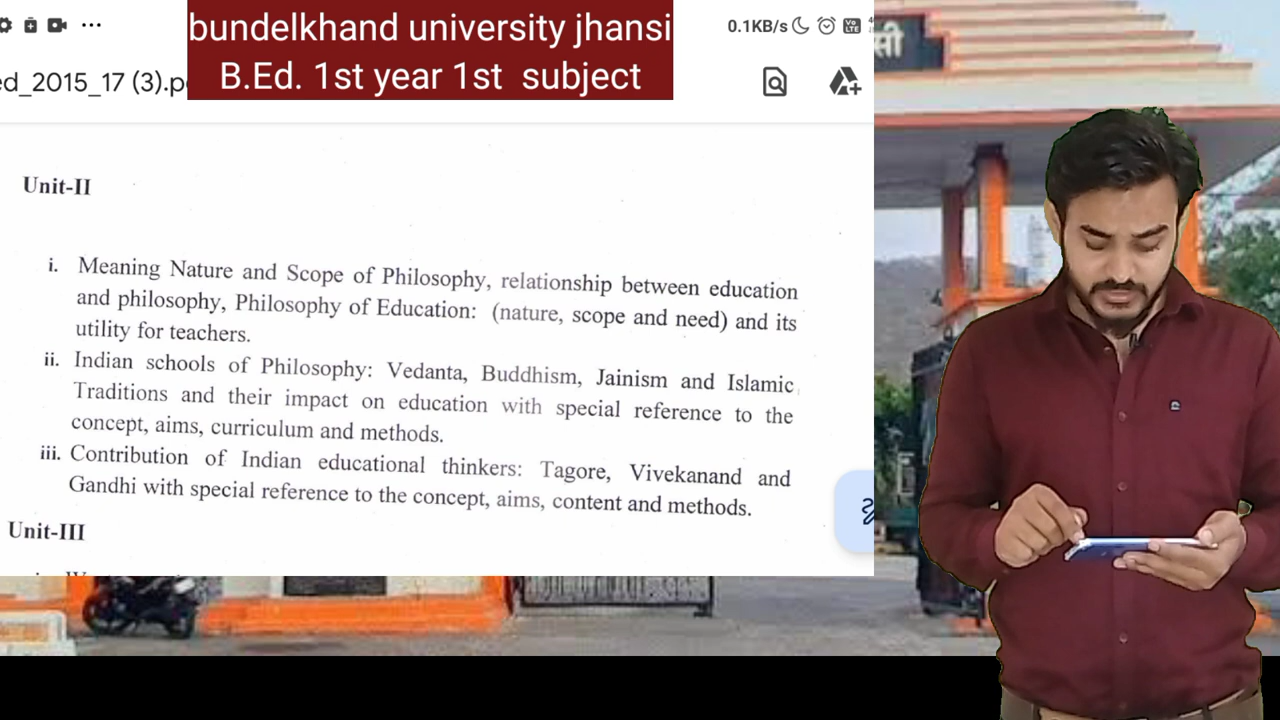 bundelkhand university jhansi
B.Ed. 1st year 1st subject
0.1KB/s
Vo LTE
ed_2015_17 (3).p
सी
Unit-II
i. Meaning Nature and Scope of Philosophy, relationship between education
and philosophy, Philosophy of Education: (nature, scope and need) and its
utility for teachers.
ii. Indian schools of Philosophy: Vedanta, Buddhism, Jainism and Islamic
Traditions and their impact on education with special reference to the
concept, aims, curriculum and methods.
iii. Contribution of Indian educational thinkers: Tagore, Vivekanand and
Gandhi with special reference to the concept, aims, content and methods.
Unit-III